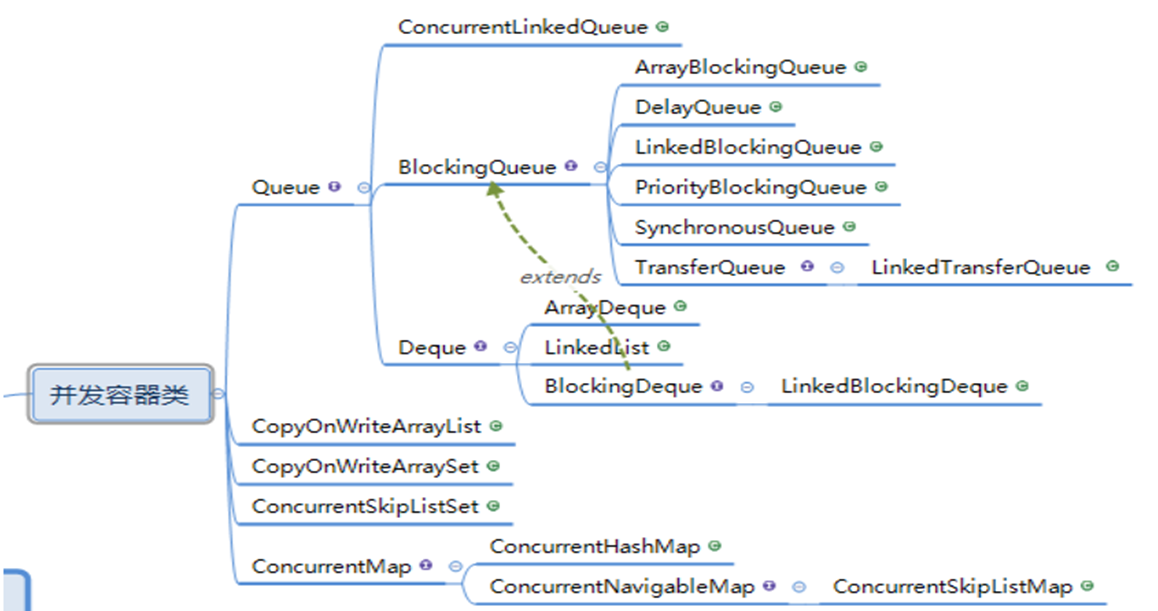 ConcurrentLinkedQueue
ArrayBlockingQueue
DelayQueue
BlockingQueue
LinkedBlockingQueue
Queue
PriorityBlockingQueue
SynchronousQueue
TransferQueue LinkedTransferQueue
extends
ArrayDeque
Deque
LinkedList
BlockingDeque LinkedBlockingDeque
并发容器类
CopyOnWriteArrayList
CopyOnWriteArraySet
ConcurrentSkipListSet
ConcurrentHashMap
ConcurrentMap
ConcurrentNavigableMap ConcurrentSkipListMap